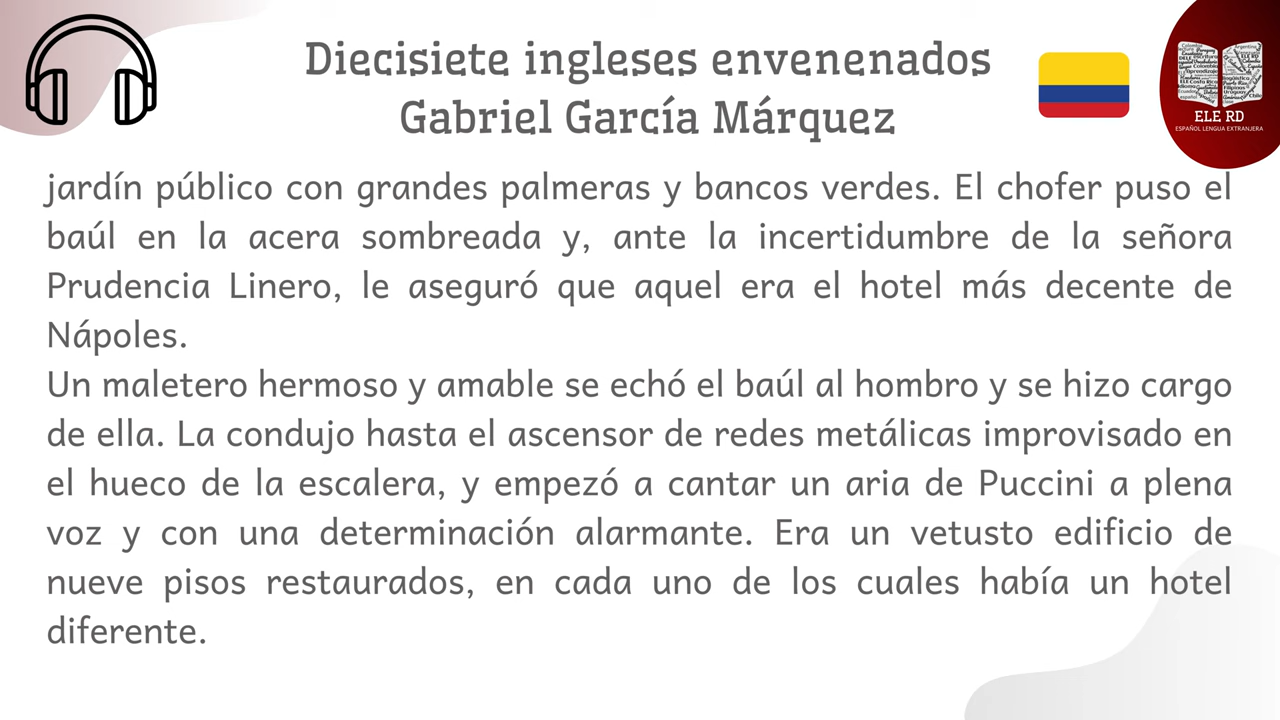 Diecisiete ingleses envenenados
Gabriel García Márquez
ELE RD
ESPAÑOL LENGUA EXTRANJERA
jardín público con grandes palmeras y bancos verdes. El chofer puso el
baúl en la acera sombreada y, ante la incertidumbre de la señora
Prudencia Linero, le aseguró que aquel era el hotel más decente de
Nápoles.
Un maletero hermoso y amable se echó el baúl al hombro y se hizo cargo
de ella. La condujo hasta el ascensor de redes metálicas improvisado en
el hueco de la escalera, y empezó a cantar un aria de Puccini a plena
voz y con una determinación alarmante. Era un vetusto edificio de
nueve pisos restaurados, en cada uno de los cuales había un hotel
diferente.